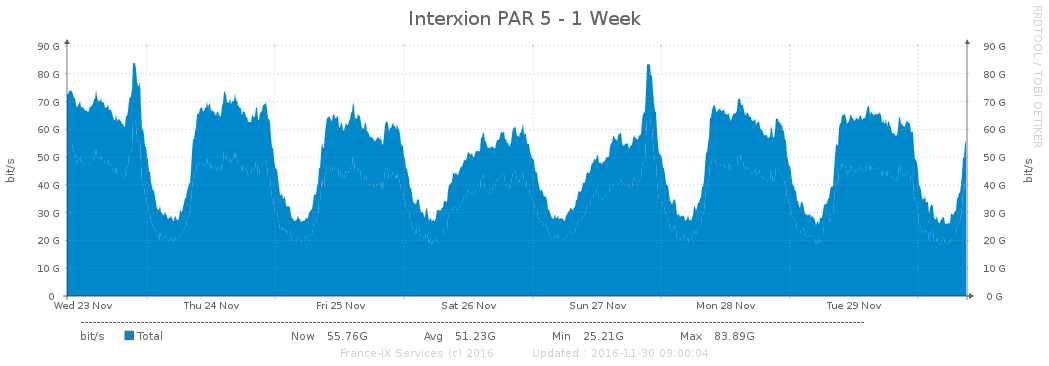 Interxion PAR 5 - 1 Week
RRDTOOL / TOBI OETIKER
90 G 90 G
80 G 80 G
70 G 70 G
60 G 60 G
50 G 50 G
40 G 40 G
30 G 30 G
20 G 20 G
10 G 10 G
0 0 G
bit/s bit/s
Wed 23 Nov Thu 24 Nov Fri 25 Nov Sat 26 Nov Sun 27 Nov Mon 28 Nov Tue 29 Nov
bit/s Total Now 55.76G Avg 51.23G Min 25.21G Max 83.89G
France-IX Services (c) 2016 Updated : 2016-11-30 09:00:04